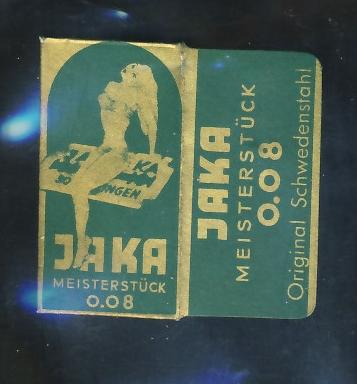 JAKA
MEISTERSTÜCK
0.08
JAKA
MEISTERSTÜCK
0.08
Original Schwedenstahl